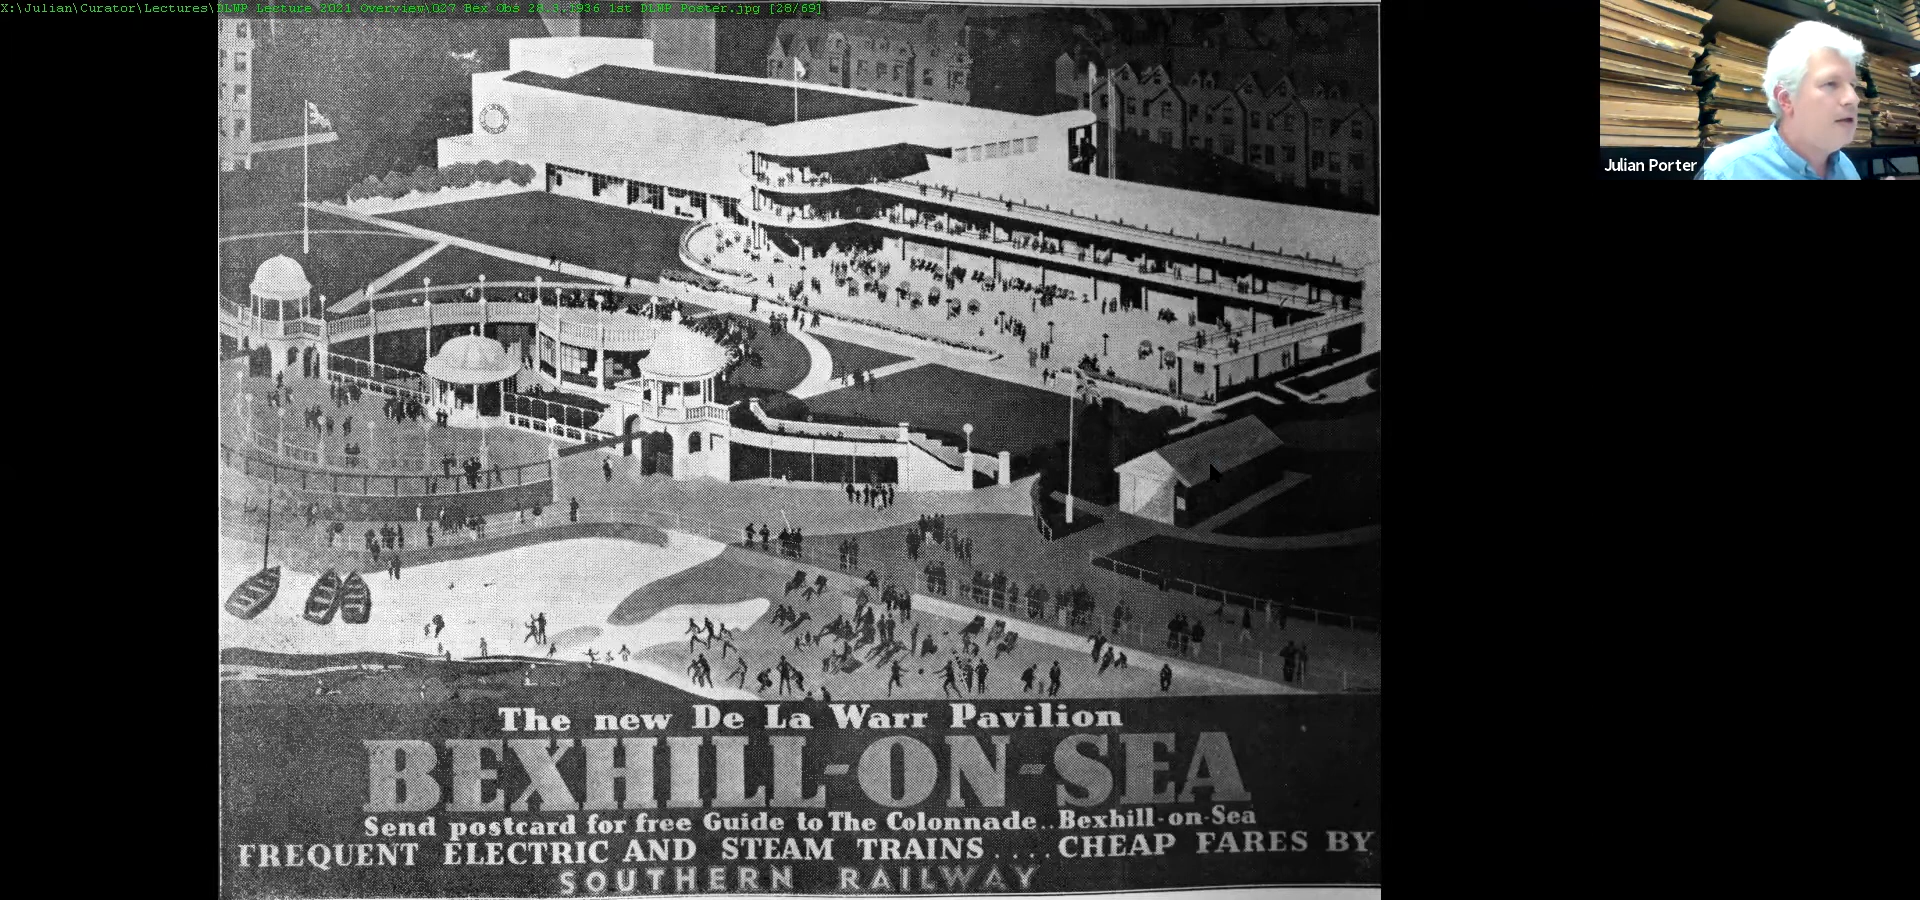 X:\Julian\Curator\Lectures\DLWP Lecture 2021 Overview\027 Bex Obs 28.3.1936 1st DLWP Poster.jpg [28/69]
Julian Porter
The new De La Warr Pavilion
BEXHILL-ON-SEA
Send postcard for free Guide to The Colonnade..Bexhill-on-Sea
FREQUENT ELECTRIC AND STEAM TRAINS....CHEAP FARES BY
SOUTHERN RAILWAY